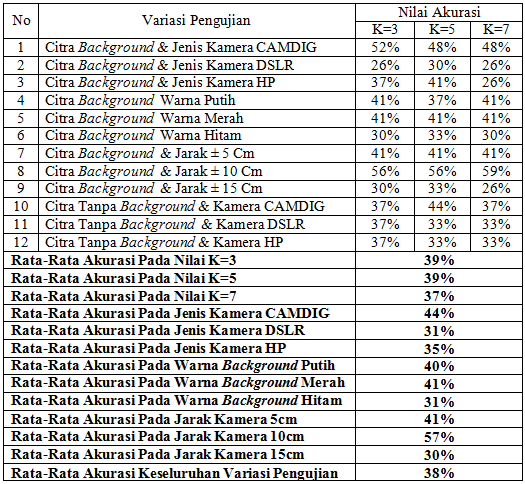 No Variasi Pengujian Nilai Akurasi
K=3 K=5 K=7
1 Citra Background & Jenis Kamera CAMDIG 52% 48% 48%
2 Citra Background & Jenis Kamera DSLR 26% 30% 26%
3 Citra Background & Jenis Kamera HP 37% 41% 26%
4 Citra Background Warna Putih 41% 37% 41%
5 Citra Background Warna Merah 41% 41% 41%
6 Citra Background Warna Hitam 30% 33% 30%
7 Citra Background & Jarak ± 5 Cm 41% 41% 41%
8 Citra Background & Jarak ± 10 Cm 56% 56% 59%
9 Citra Background & Jarak ± 15 Cm 30% 33% 26%
10 Citra Tanpa Background & Kamera CAMDIG 37% 44% 37%
11 Citra Tanpa Background & Kamera DSLR 37% 33% 33%
12 Citra Tanpa Background & Kamera HP 37% 33% 33%
Rata-Rata Akurasi Pada Nilai K=3 39%
Rata-Rata Akurasi Pada Nilai K=5 39%
Rata-Rata Akurasi Pada Nilai K=7 37%
Rata-Rata Akurasi Pada Jenis Kamera CAMDIG 44%
Rata-Rata Akurasi Pada Jenis Kamera DSLR 31%
Rata-Rata Akurasi Pada Jenis Kamera HP 35%
Rata-Rata Akurasi Pada Warna Background Putih 40%
Rata-Rata Akurasi Pada Warna Background Merah 41%
Rata-Rata Akurasi Pada Warna Background Hitam 31%
Rata-Rata Akurasi Pada Jarak Kamera 5cm 41%
Rata-Rata Akurasi Pada Jarak Kamera 10cm 57%
Rata-Rata Akurasi Pada Jarak Kamera 15cm 30%
Rata-Rata Akurasi Keseluruhan Variasi Pengujian 38%